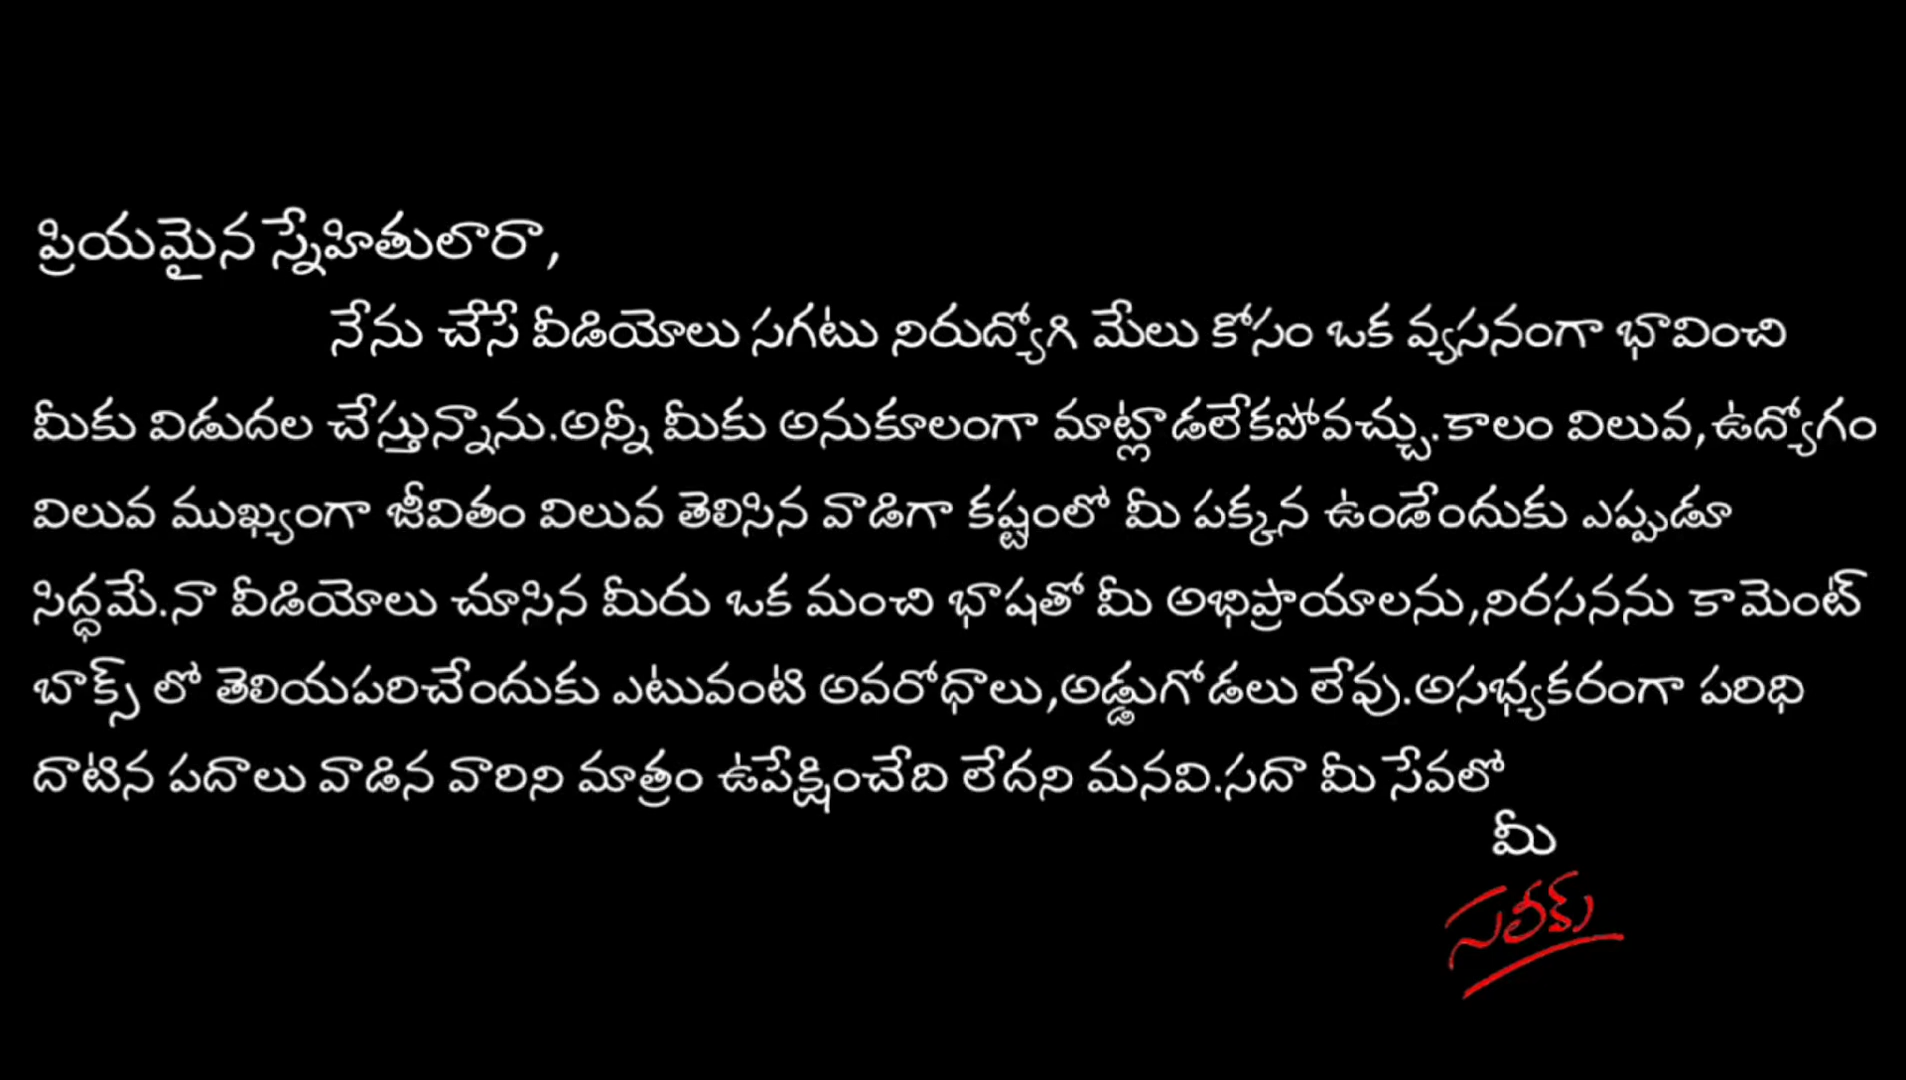 ప్రియమైన స్నేహితులారా,
నేను చేసే వీడియోలు సగటు నిరుద్యోగి మేలు కోసం ఒక వ్యసనంగా భావించి
మీకు విడుదల చేస్తున్నాను.అన్నీ మీకు అనుకూలంగా మాట్లాడలేకపోవచ్చు.కాలం విలువ,ఉద్యోగం
విలువ ముఖ్యంగా జీవితం విలువ తెలిసిన వాడిగా కష్టంలో మీ పక్కన ఉండేందుకు ఎప్పుడూ
సిద్ధమే.నా వీడియోలు చూసిన మీరు ఒక మంచి భాషతో మీ అభిప్రాయాలను,నిరసనను కామెంట్
బాక్స్ లో తెలియపరిచేందుకు ఎటువంటి అవరోధాలు,అడ్డుగోడలు లేవు.అసభ్యకరంగా పరిధి
దాటిన పదాలు వాడిన వారిని మాత్రం ఉపేక్షించేది లేదని మనవి.సదా మీ సేవలో
మీ